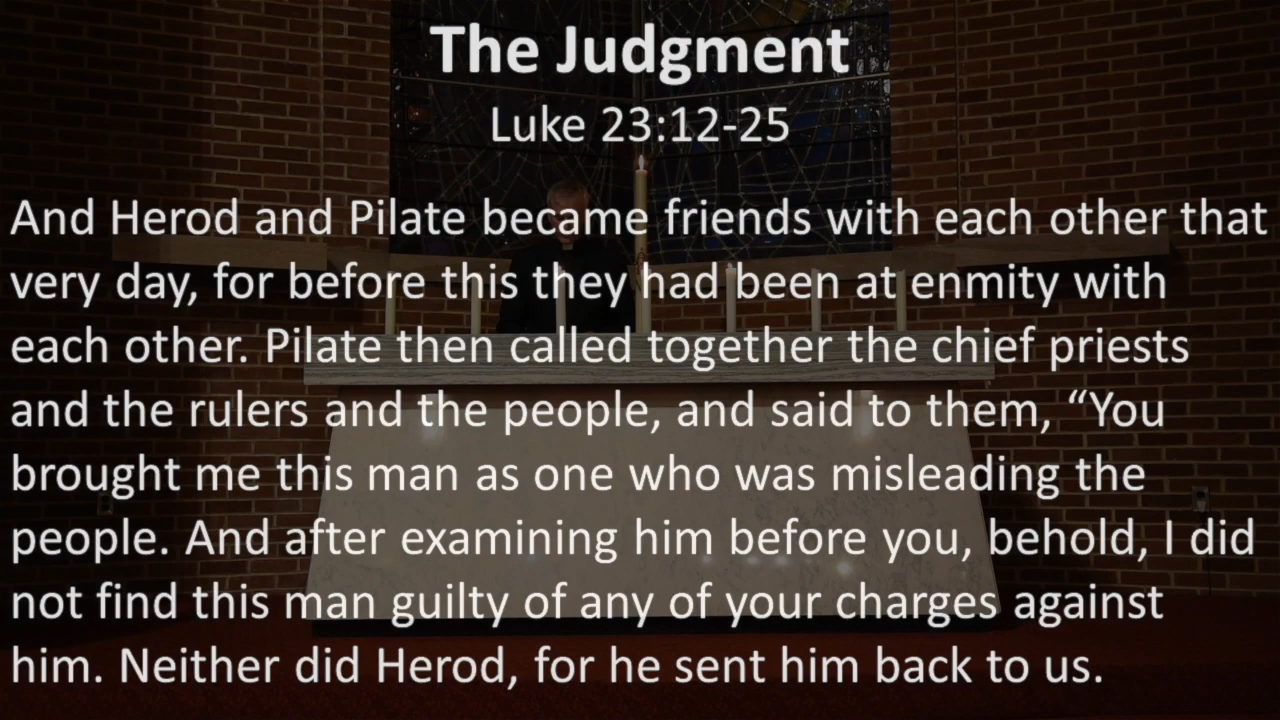 The Judgment
Luke 23:12-25
And Herod and Pilate became friends with each other that
very day, for before this they had been at enmity with
each other. Pilate then called together the chief priests
and the rulers and the people, and said to them, “You
brought me this man as one who was misleading the
people. And after examining him before you, behold, I did
not find this man guilty of any of your charges against
him. Neither did Herod, for he sent him back to us.